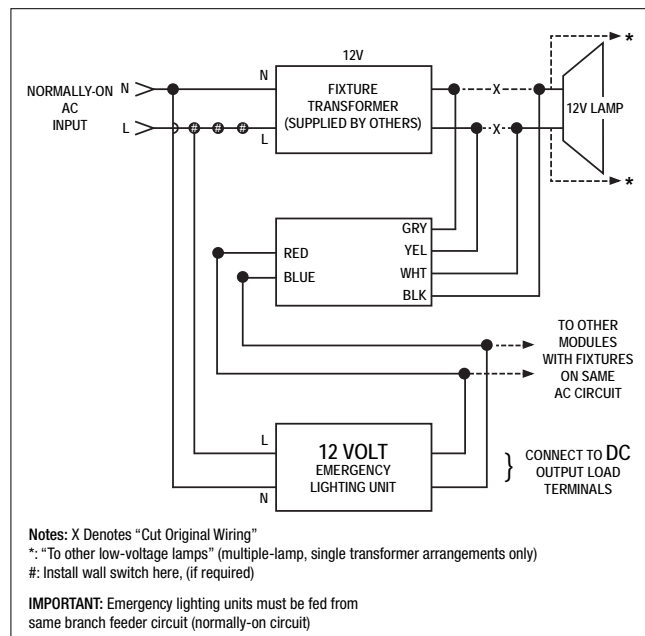 12V
NORMALLY-ON
AC
INPUT
N
L
N
L
FIXTURE
TRANSFORMER
(SUPPLIED BY OTHERS)
X
X
12V LAMP
*
*
#
#
#
RED
BLUE
GRY
YEL
WHT
BLK
TO OTHER
MODULES
WITH FIXTURES
ON SAME
AC CIRCUIT
L
N
12 VOLT
EMERGENCY
LIGHTING UNIT
} CONNECT TO DC
OUTPUT LOAD
TERMINALS
Notes: X Denotes “Cut Original Wiring”
*: “To other low-voltage lamps” (multiple-lamp, single transformer arrangements only)
#: Install wall switch here, (if required)
IMPORTANT: Emergency lighting units must be fed from
same branch feeder circuit (normally-on circuit)